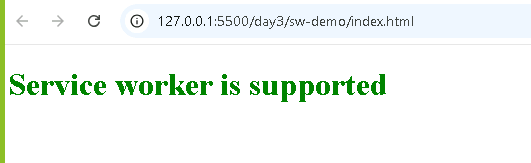 127.0.0.1:5500/day3/sw-demo/index.html
Service worker is supported